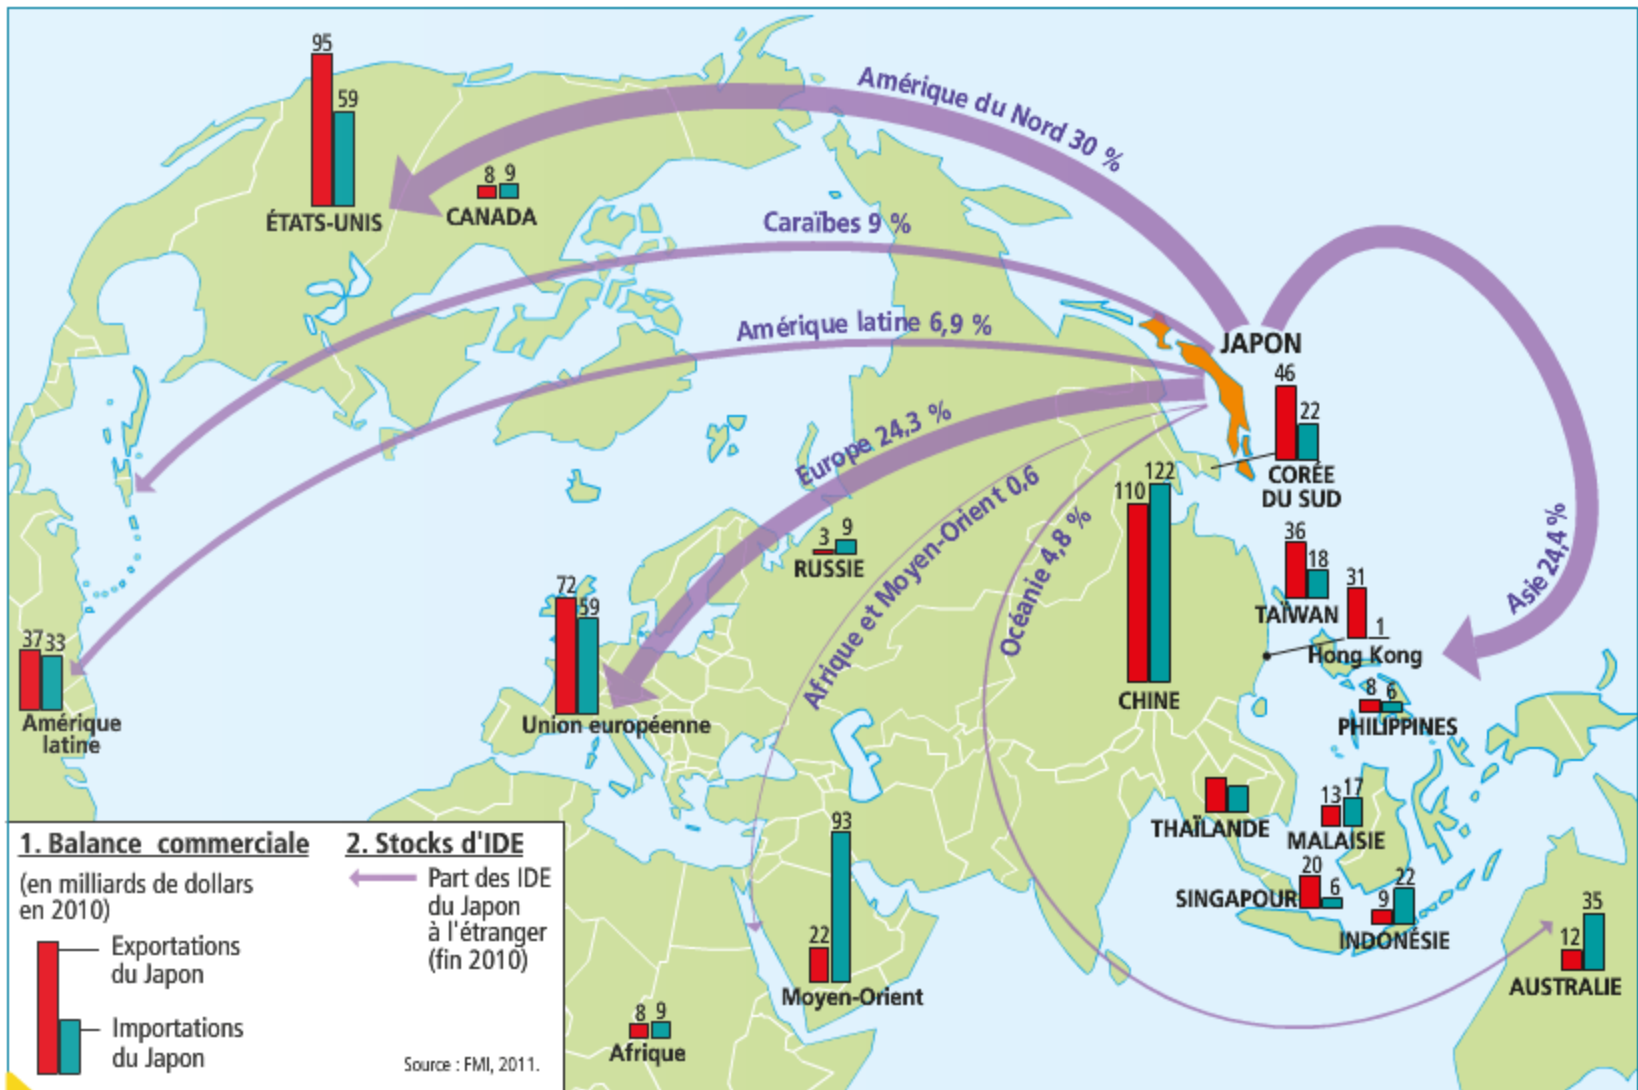 95
59
ÉTATS-UNIS
8 9
CANADA
Amérique du Nord 30 %
Caraïbes 9 %
Amérique latine 6,9 %
Europe 24,3 %
Afrique et Moyen-Orient 0,6
Océanie 4,8 %
Asie 24,4 %
JAPON
46
22
CORÉE
DU SUD
110
122
CHINE
36
18
TAÏWAN
31
1
Hong Kong
3 9
RUSSIE
72
59
Union européenne
37 33
Amérique
latine
8 6
PHILIPPINES
THAÏLANDE
13 17
MALAISIE
20
6
SINGAPOUR
9
22
INDONÉSIE
12
35
AUSTRALIE
22
93
Moyen-Orient
8 9
Afrique
1. Balance commerciale
(en milliards de dollars
en 2010)
Exportations
du Japon
Importations
du Japon
2. Stocks d'IDE
Part des IDE
du Japon
à l'étranger
(fin 2010)
Source : FMI, 2011.